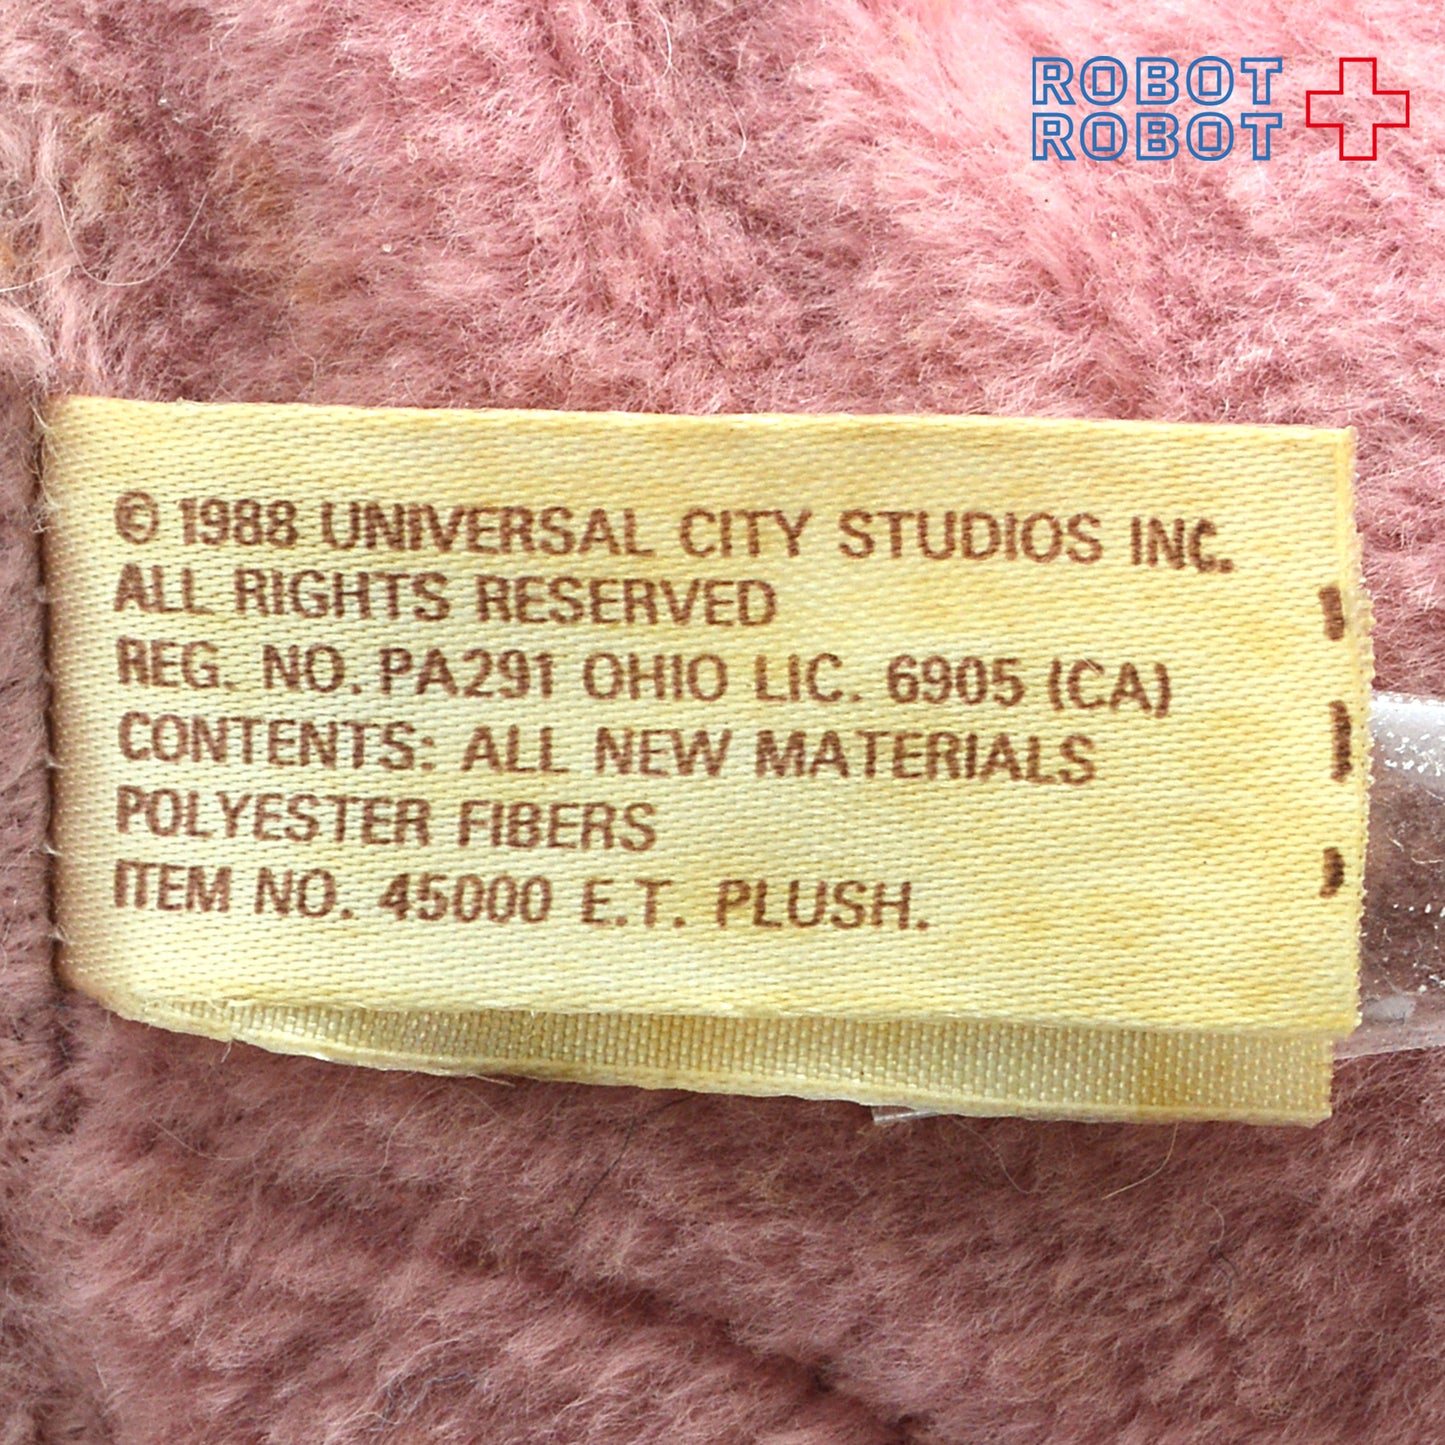 ROBOT
ROBOT
© 1988 UNIVERSAL CITY STUDIOS INC.
ALL RIGHTS RESERVED
REG. NO. PA291 OHIO LIC. 6905 (CA)
CONTENTS: ALL NEW MATERIALS
POLYESTER FIBERS
ITEM NO. 45000 E.T. PLUSH.